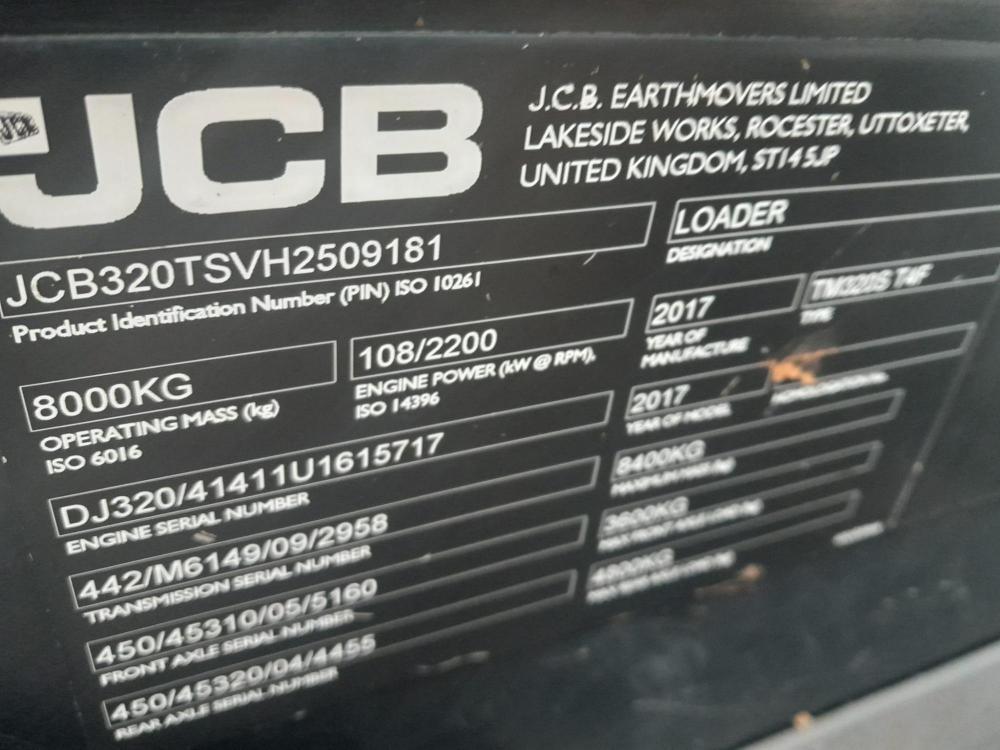 JCB
J.C.B. EARTHMOVERS LIMITED
LAKESIDE WORKS, ROCESTER, UTTOXETER,
UNITED KINGDOM, ST14 5JP
JCB320TSVH2509181
Product Identification Number (PIN) ISO 10261
LOADER
DESIGNATION
8000KG
OPERATING MASS (kg)
ISO 6016
108/2200
ENGINE POWER (kW @ RPM),
ISO 14396
2017
YEAR OF
MANUFACTURE
TM320S T4F
TYPE
2017
YEAR OF MODEL
DJ320/41411U1615717
ENGINE SERIAL NUMBER
8400KG
442/M6149/09/2958
TRANSMISSION SERIAL NUMBER
3600KG
450/45310/05/5160
FRONT AXLE SERIAL NUMBER
4800KG
450/45320/04/4455
REAR AXLE SERIAL NUMBER